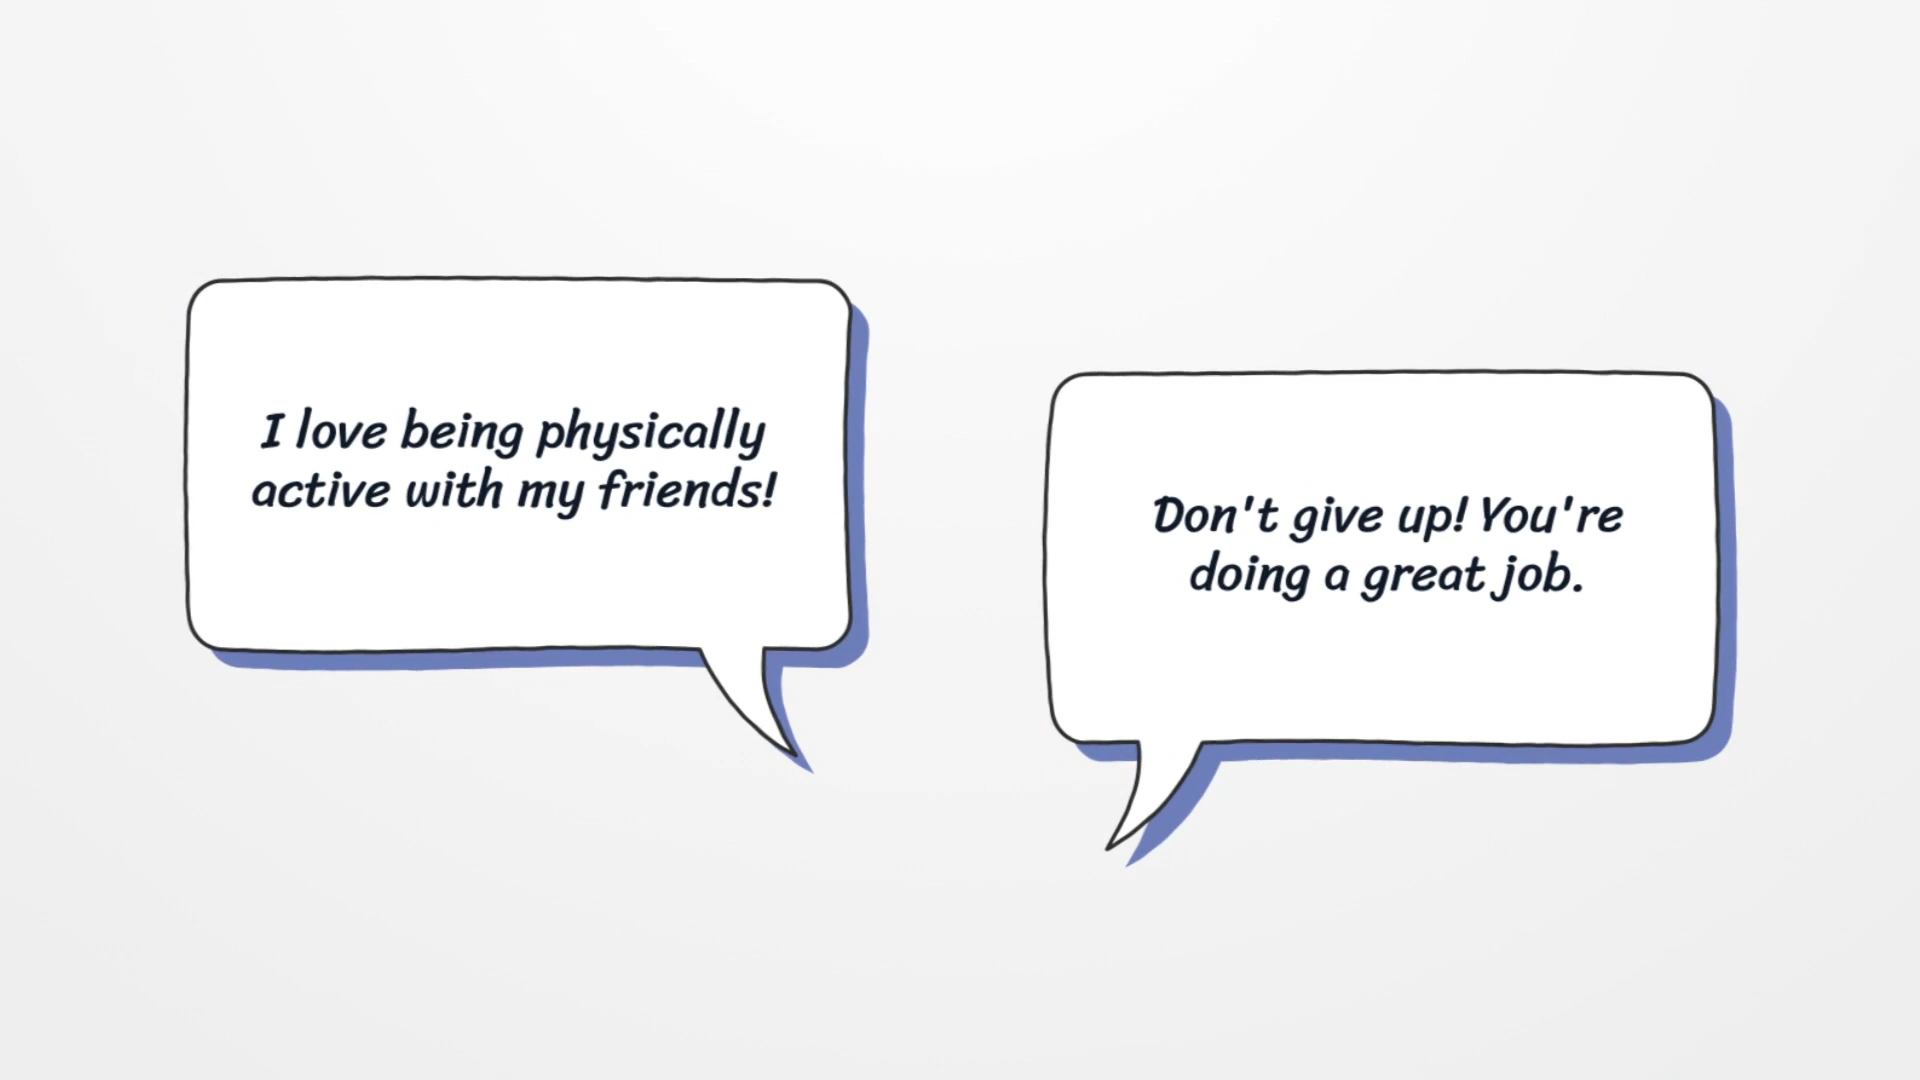 I love being physically
active with my friends!
Don't give up! You're
doing a great job.